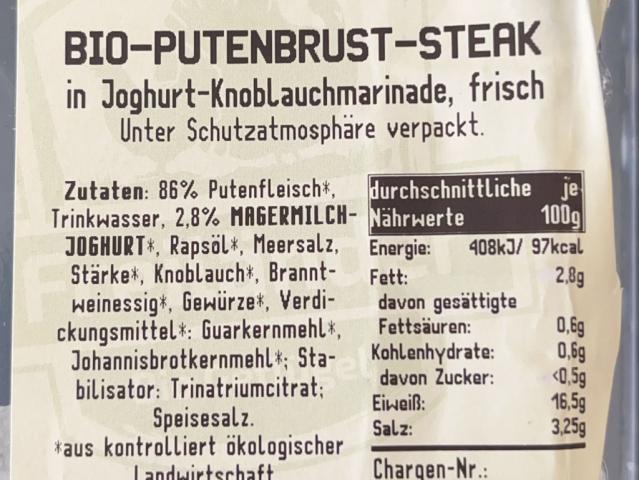 BIO-PUTENBRUST-STEAK
in Joghurt-Knoblauchmarinade, frisch
Unter Schutzatmosphäre verpackt.
Zutaten: 86% Putenfleisch*,
Trinkwasser, 2,8% MAGERMILCH-
JOGHURT*, Rapsöl*, Meersalz,
Stärke*, Knoblauch*, Brannt-
weinessig*, Gewürze*, Verdi-
ckungsmittel*: Guarkernmehl*,
Johannisbrotkernmehl*; Sta-
bilisator: Trinatriumcitrat;
Speisesalz.
*aus kontrolliert ökologischer
Landwirtschaft
durchschnittliche je
Nährwerte 100g
Energie: 408kJ/ 97kcal
Fett: 2,8g
davon gesättigte
Fettsäuren: 0,6g
Kohlenhydrate: 0,6g
davon Zucker: <0,5g
Eiweiß: 16,5g
Salz: 3,25g
Chargen-Nr.: